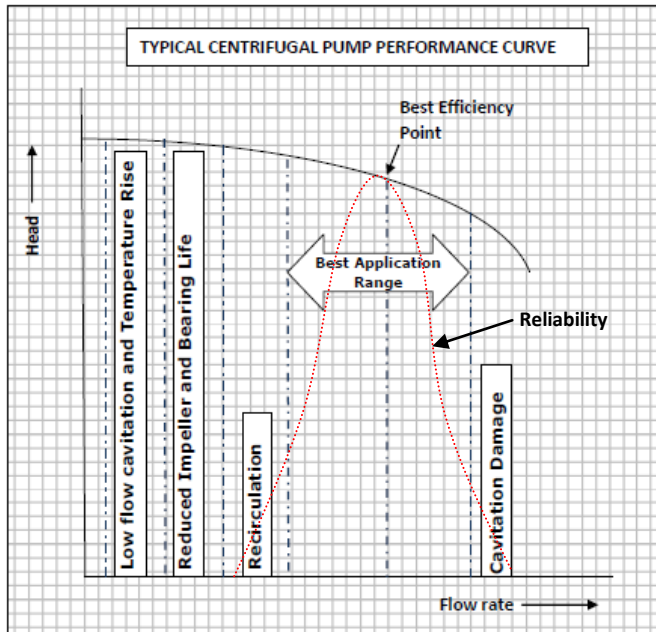 TYPICAL CENTRIFUGAL PUMP PERFORMANCE CURVE
Best Efficiency
Point
Head
Low flow cavitation and Temperature Rise
Reduced Impeller and Bearing Life
Recirculation
Best Application
Range
Reliability
Cavitation Damage
Flow rate